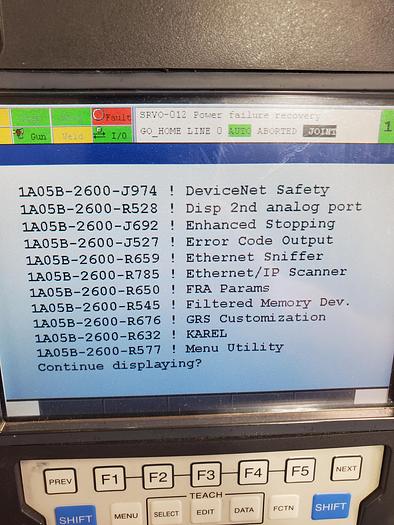 Fault
SRVO-012 Power failure recovery
Gun Weld I/O
GO_HOME LINE 0 AUTO ABORTED JOINT
1
1A05B-2600-J974 ! DeviceNet Safety
1A05B-2600-R528 ! Disp 2nd analog port
1A05B-2600-J692 ! Enhanced Stopping
1A05B-2600-J527 ! Error Code Output
1A05B-2600-R659 ! Ethernet Sniffer
1A05B-2600-R785 ! Ethernet/IP Scanner
1A05B-2600-R650 ! FRA Params
1A05B-2600-R545 ! Filtered Memory Dev.
1A05B-2600-R676 ! GRS Customization
1A05B-2600-R632 ! KAREL
1A05B-2600-R577 ! Menu Utility
Continue displaying?
PREV F1 F2 F3 F4 F5 NEXT
TEACH
SHIFT MENU SELECT EDIT DATA FCTN SHIFT